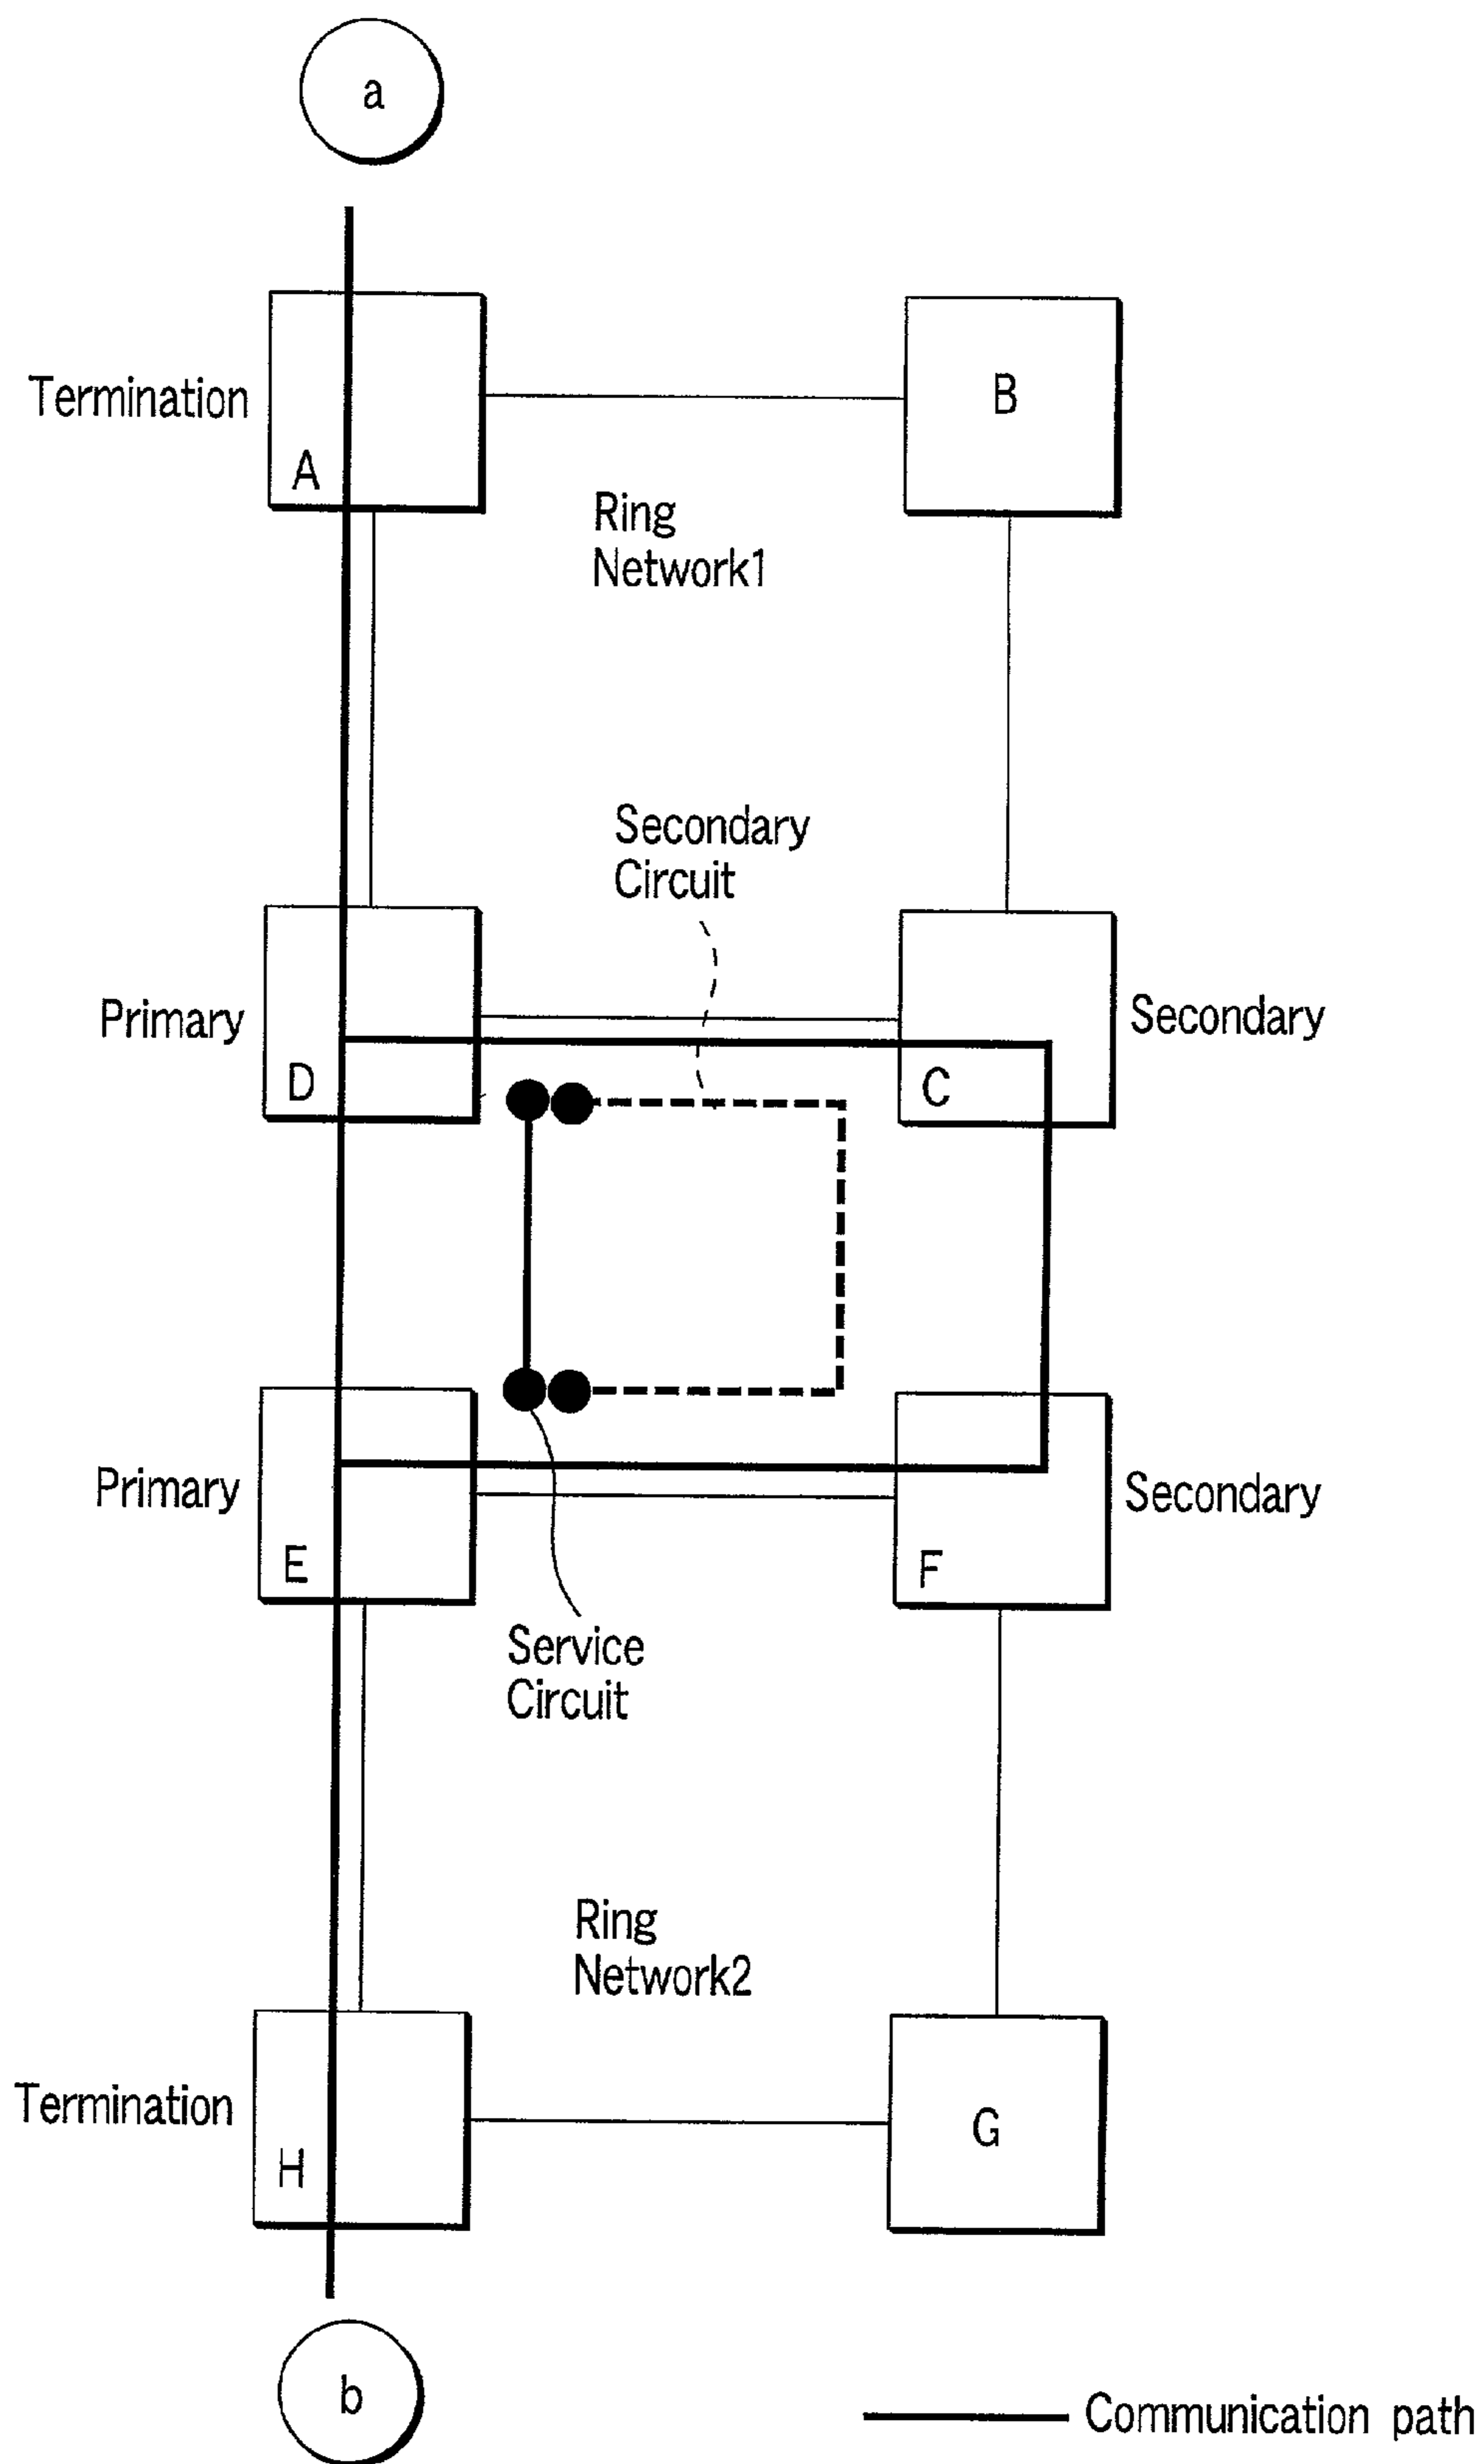 a
Termination
A
B
Ring
Network1
Secondary
Circuit
Primary
D
C
Secondary
Primary
E
F
Secondary
Service
Circuit
Ring
Network2
Termination
H
G
b
Communication path